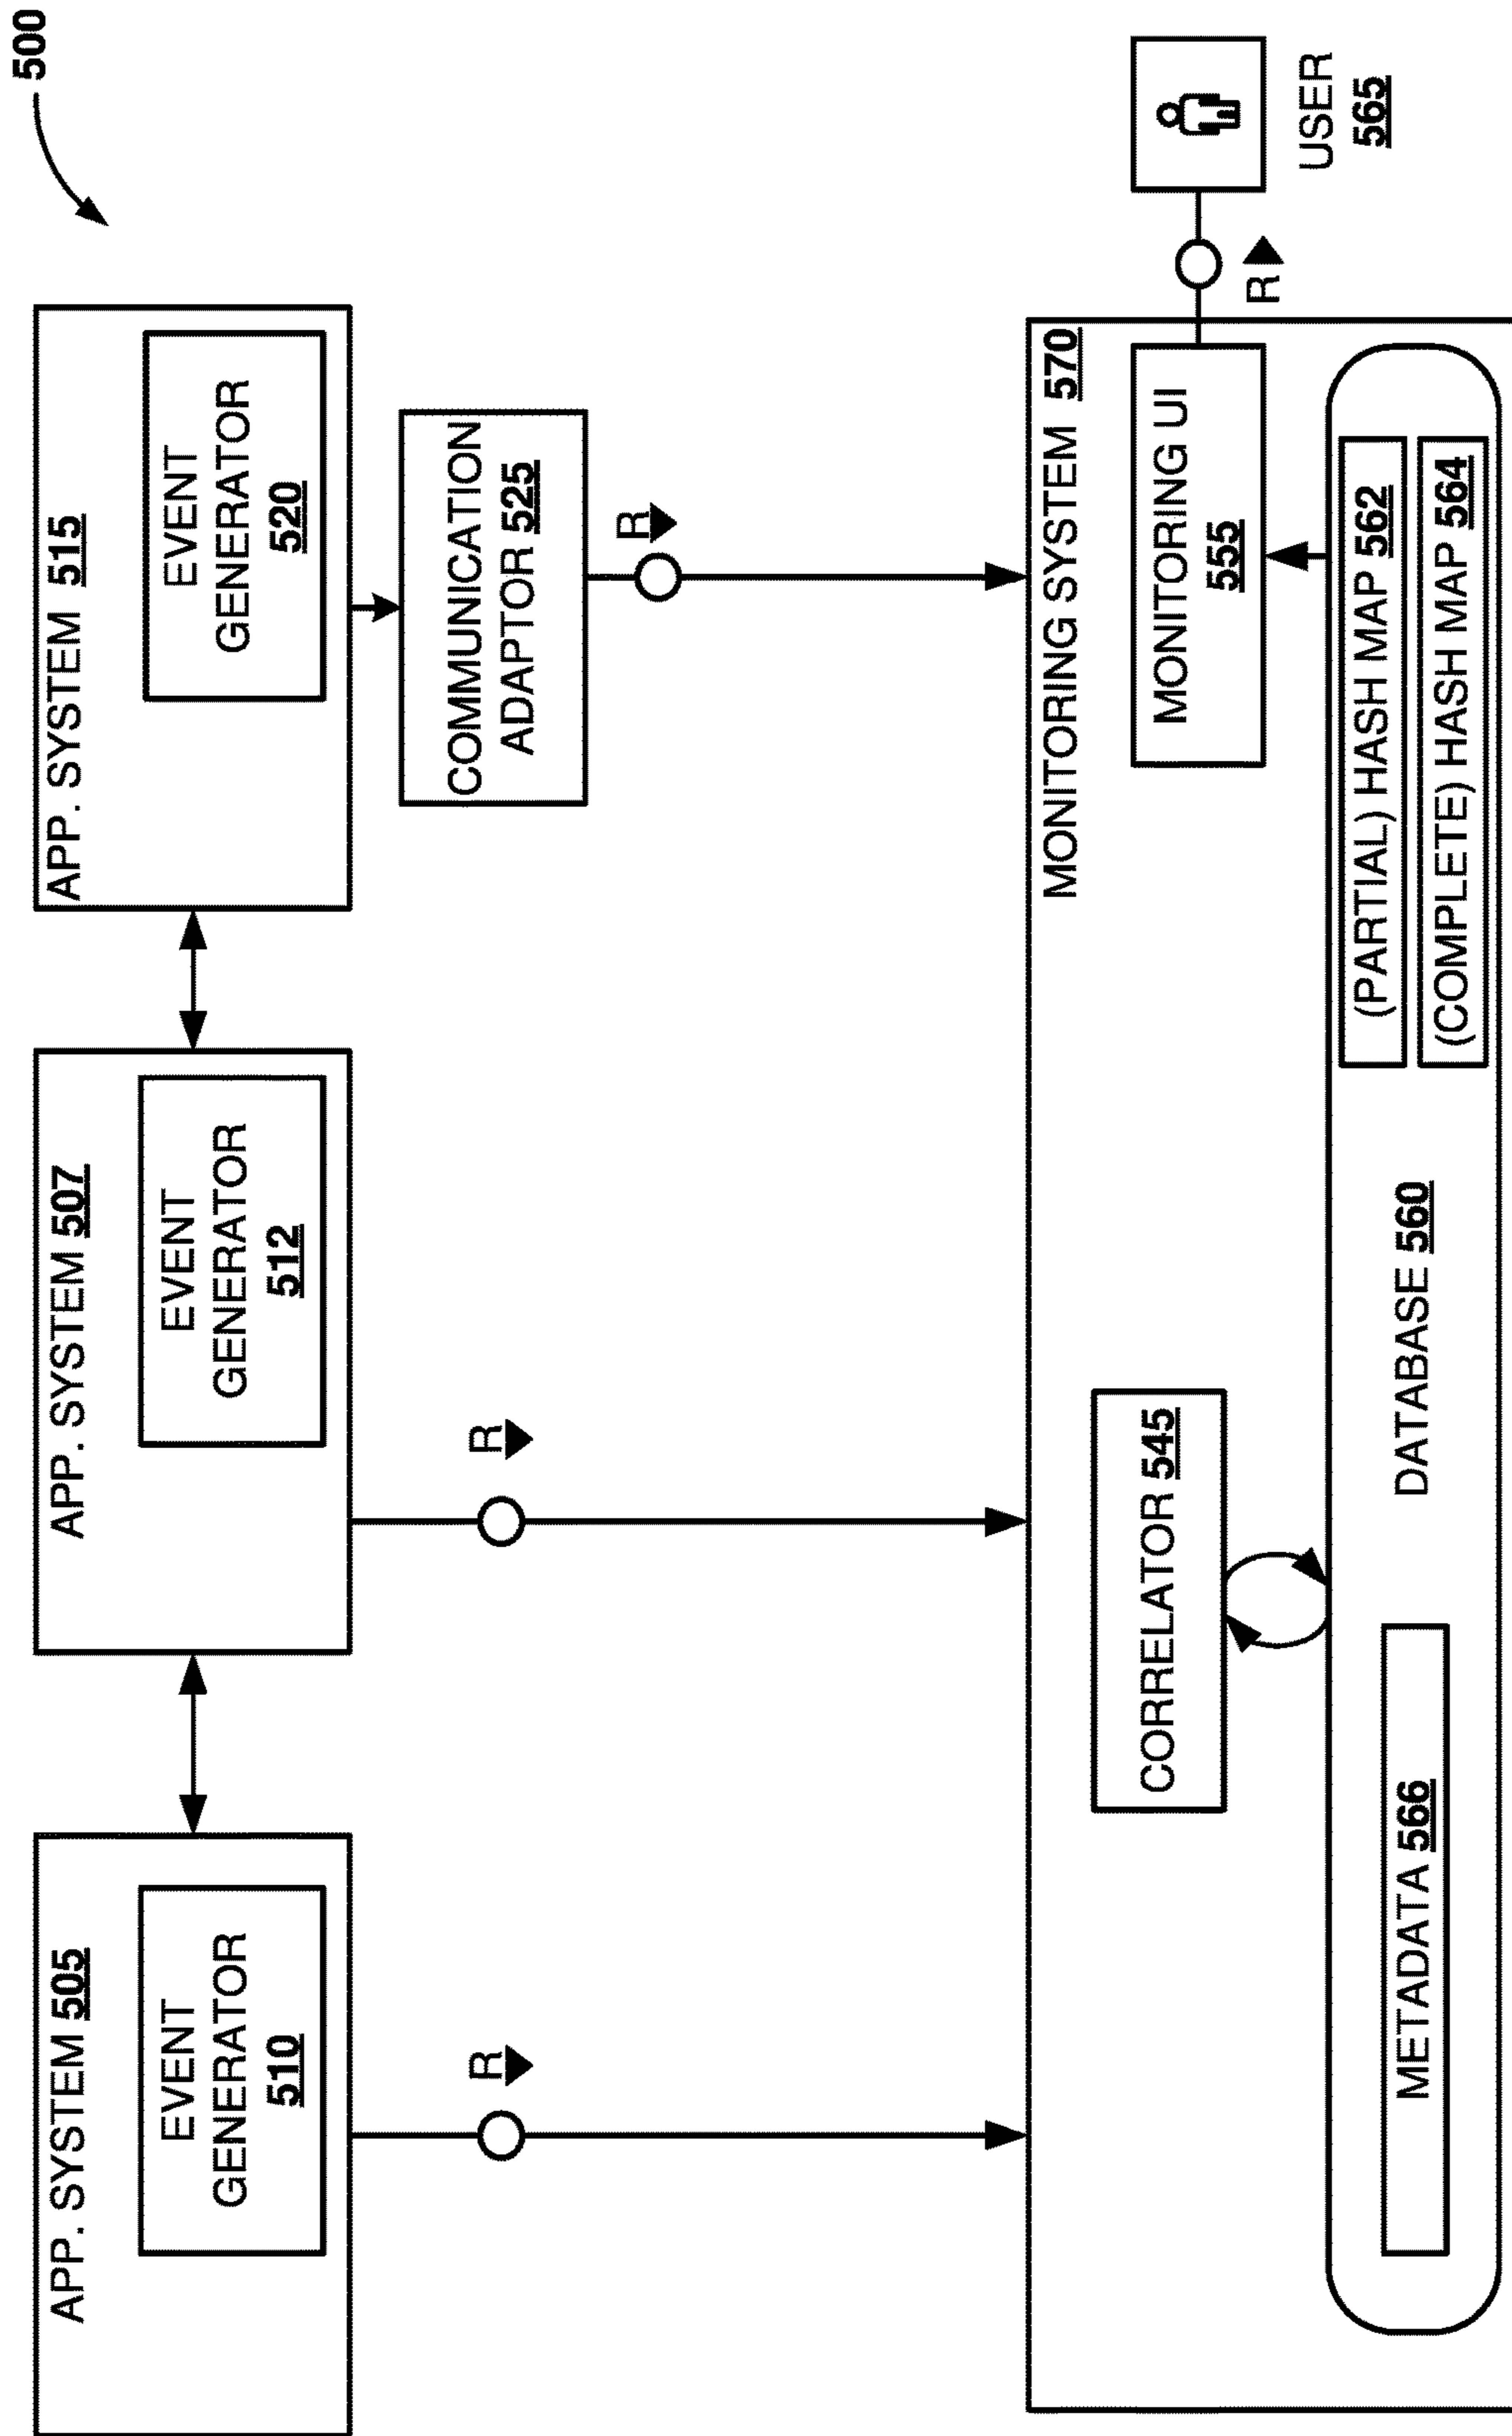 500
APP. SYSTEM 505
EVENT
GENERATOR
510
APP. SYSTEM 507
EVENT
GENERATOR
512
APP. SYSTEM 515
EVENT
GENERATOR
520
COMMUNICATION
ADAPTOR 525
R
R
R
MONITORING SYSTEM 570
CORRELATOR 545
MONITORING UI
555
R
USER
565
METADATA 566
DATABASE 560
(PARTIAL) HASH MAP 562
(COMPLETE) HASH MAP 564